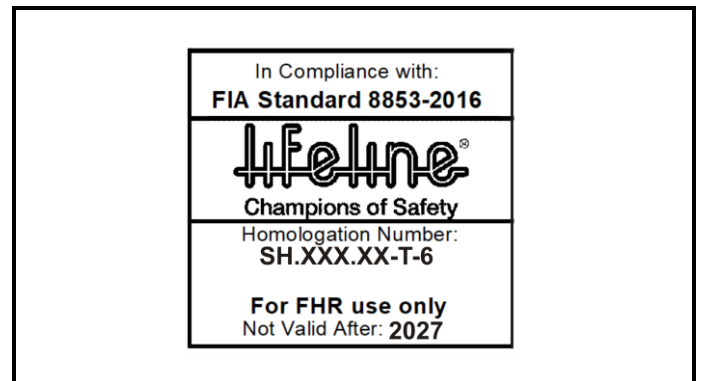 In Compliance with:
FIA Standard 8853-2016
lifeline®
Champions of Safety
Homologation Number:
SH.XXX.XX-T-6
For FHR use only
Not Valid After: 2027